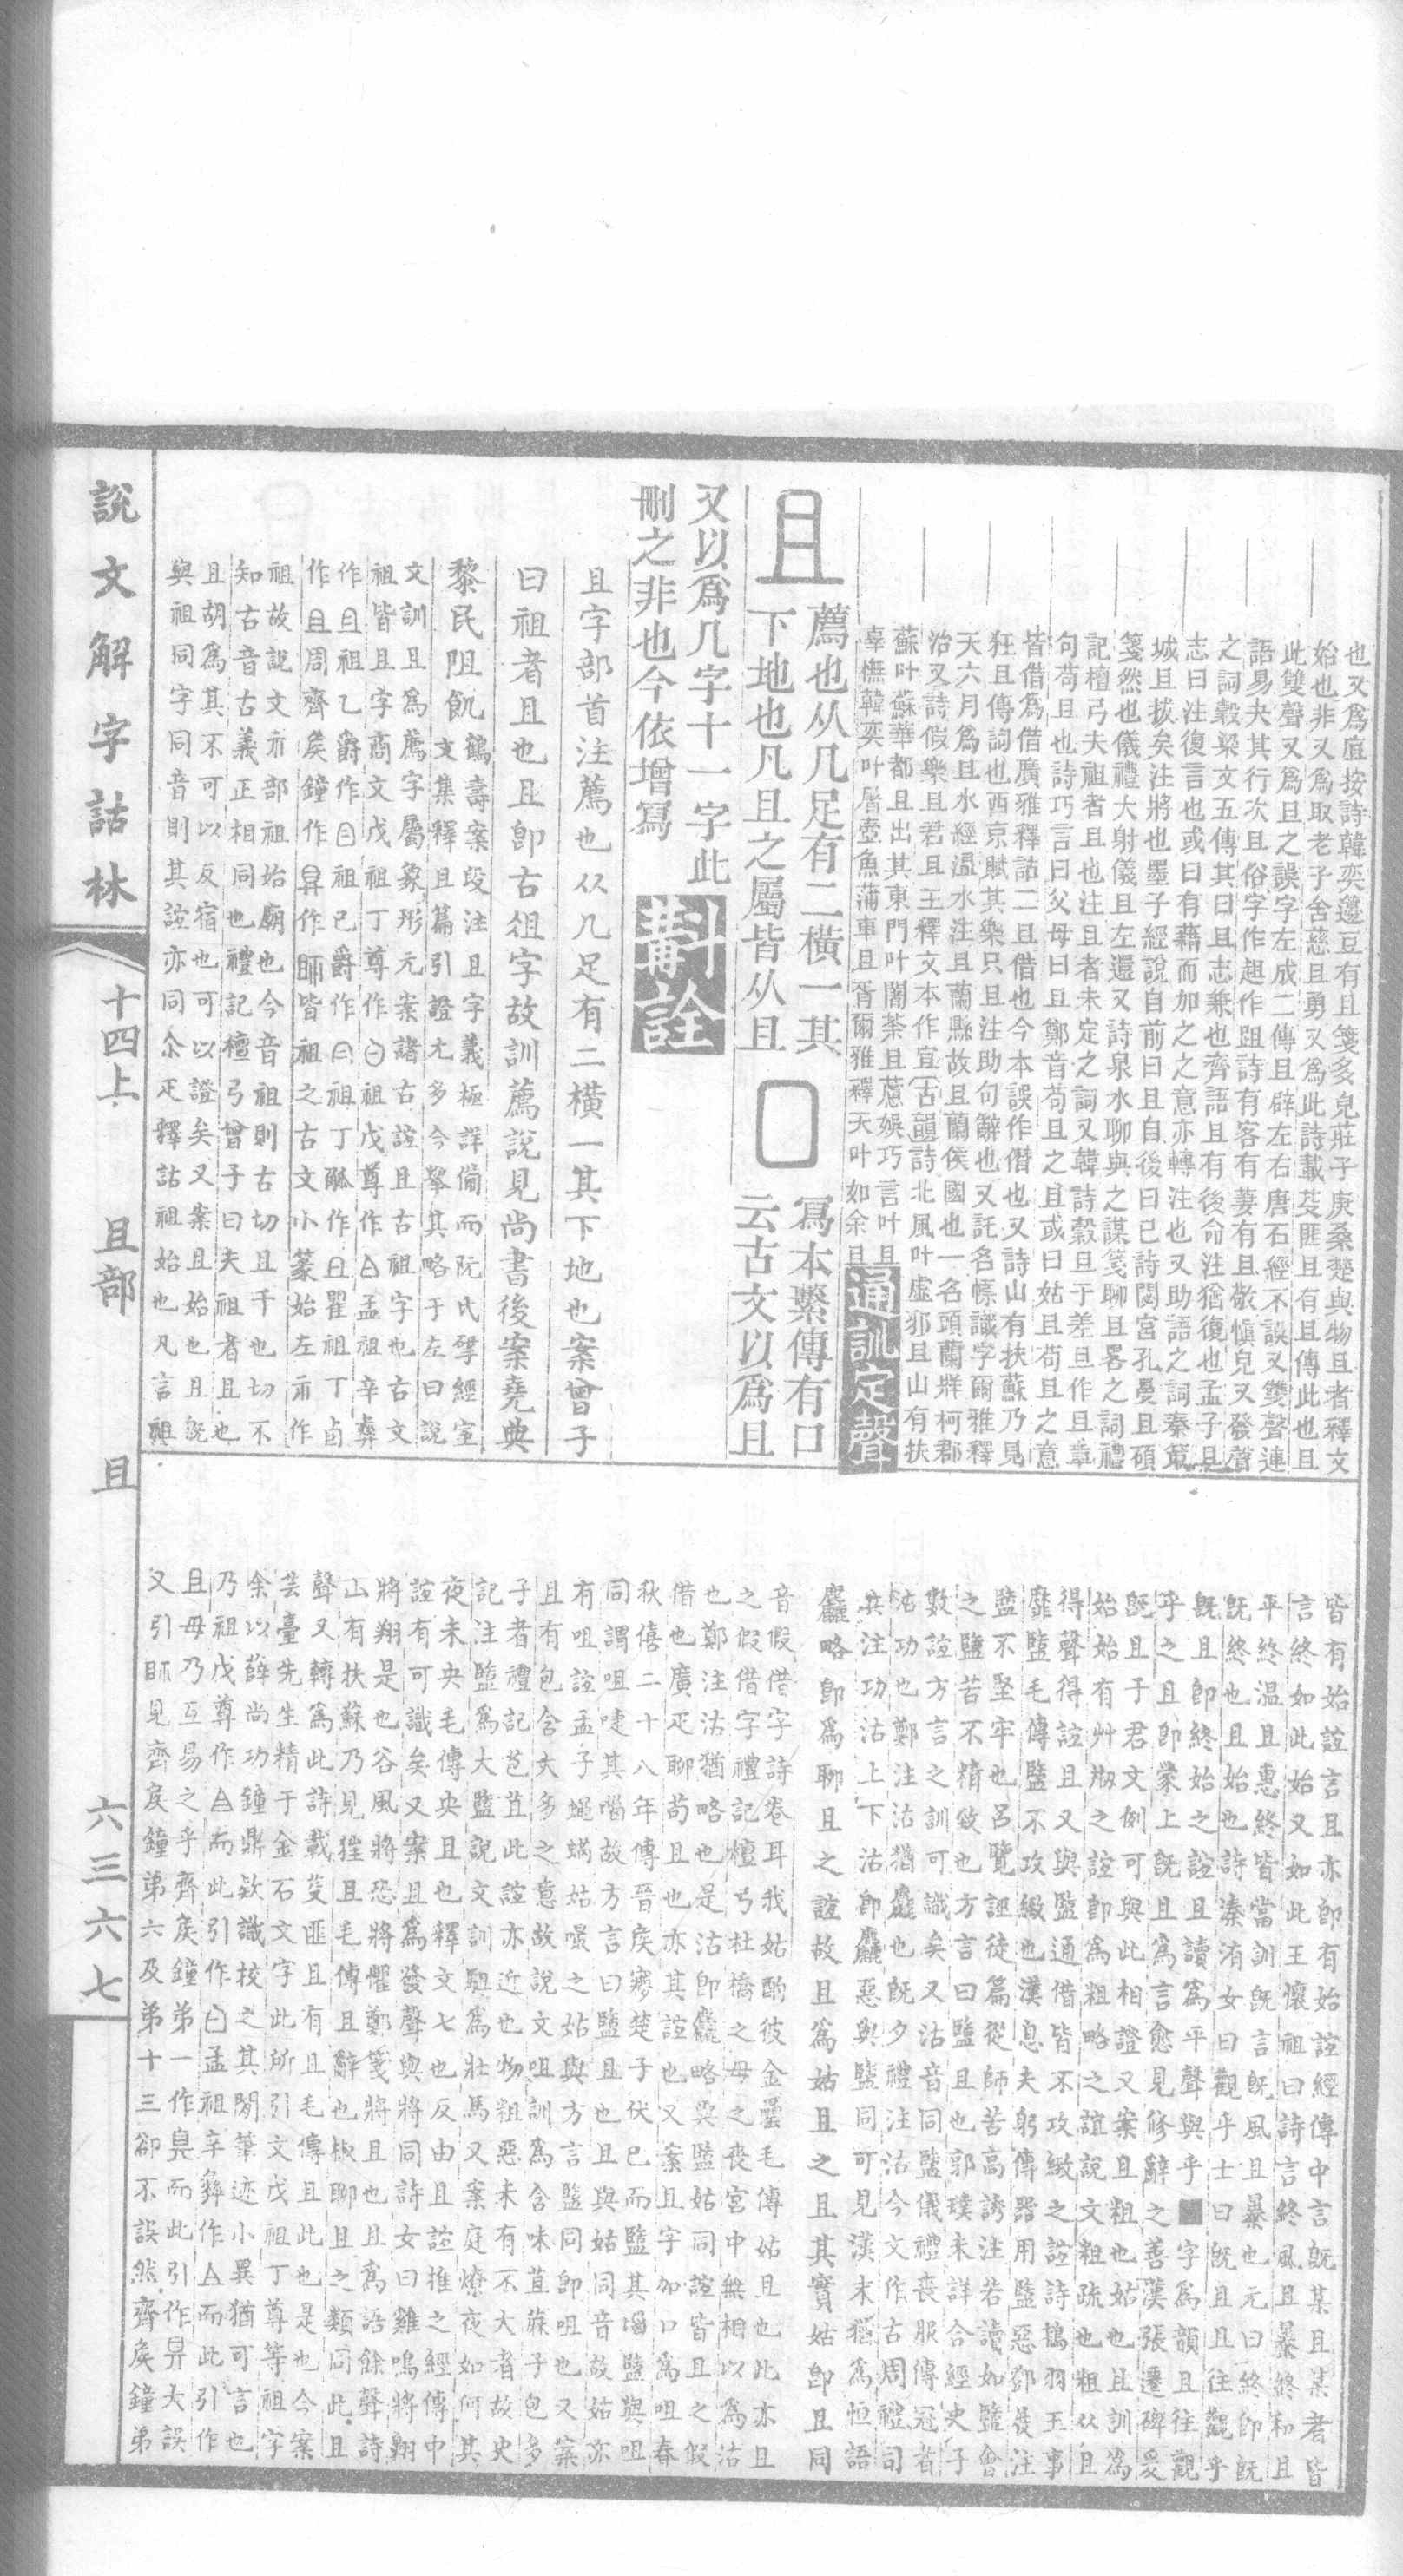 也又爲䢐按詩韓奕籩豆有且箋多皃莊子庚桑楚與物且者釋文
始也非又爲取老子舍慈且勇又爲此詩載芟匪且有且傳此也且
此雙聲又爲且之誤字左成二傳且辟左右唐石經不誤又雙聲連
語易夬其行次且俗字作趄作跙詩有客有萋有且敬愼皃又發聲
之詞穀梁文五傳其曰且志兼也齊語且有後命注猶復也孟子且
志曰注復言也或曰有藉而加之之意亦轉注也又助語之詞秦策
城且拔矣注將也墨子經說自前曰且自後曰已詩閟宮孔曼且碩
箋然也儀禮大射儀且左還又詩泉水聊與之謀箋聊且畧之詞禮
記檀弓夫祖者且也注且者未定之詞又韓詩榖且于差旦作且章
句苟且也詩巧言曰父母且鄭音苟且之且或曰姑且苟且之意
皆借爲借廣雅釋詁二且借也今本誤作僭也又詩山有扶蘇乃見
狂且傳詞也西京賦其樂只且注助句辭也又託名幖識字爾雅釋
天六月爲且水經溫水注且蘭縣故且蘭侯國也一名頭蘭牂柯郡
治又詩假樂且君且王釋文本作宜古韻詩北風叶虛邪且山有扶
蘇叶蘇華都且出其東門叶闍荼且藘娛巧言叶且
辜憮韓奕叶屠壺魚蒲車且胥爾雅釋天叶如余且
通訓定聲
且
薦也从几足有二橫一其
下地也凡且之屬皆从且
𠀃
寫本繫傳有口
云古文以爲且
又以爲几字十一字此
刪之非也今依增寫
斠詮
且字部首注薦也从几足有二橫一其下地也案曾子
曰祖者且也且卽古徂字故訓薦說見尚書後案堯典
黎民阻飢
鶴壽案段注且字義極詳備而阮氏揅經室
文集釋且篇引證尤多今舉其略于左曰說
文訓且爲薦字屬象形元案諸古誼且古祖字也古文
祖皆且字商文戊祖丁尊作祖戊尊作孟祖辛彝
作且祖乙爵作祖已爵作祖丁觚作且瞿祖丁卣
作且周齊矦鐘作作皆祖之古文小篆始左示作
祖故說文示部祖始廟也今音祖則古切且千也切不
知古音古義正相同也禮記檀弓曾子曰夫祖者且也
且胡爲其不可以反宿也可以證矣又案且始也且旣
與祖同字同音則其誼亦同尒疋釋詁祖始也凡言祖
皆有始誼言且亦卽有始誼經傳中言旣某且某者皆
言終如此始又如此王懷祖曰詩言終風且暴終和且
平終温且惠終皆當訓旣言旣風且暴也元曰終卽旣
旣終也且始也詩溱洧女曰觀乎士曰旣且且往觀乎
旣且卽終始之誼且讀爲平聲與乎字爲韻且往觀
乎之且卽蒙上旣且爲言愈見修辭之善漢張遷碑爰
旣且子君文例可與此相證又案且粗也姑也且訓爲
始始有艸剏之誼卽爲粗略之誼說文粗疏也粗从且
得聲得誼且又與盬通借皆不攻緻之誼詩鴇羽王事
靡盬毛傳盬不攻緻也漢息夫躬傳器用盬惡鄧展注
盬不堅牢也呂覽誣徒篇從師苦高誘注苦讀如盬會
之盬苦不精致也方言曰盬且也郭璞未詳合經史子
數誼方言之訓可識矣又沽音同盬儀禮喪服傳冠者
沽功也鄭注沽猶麤也旣夕禮注沽今文作古周禮司
兵注功沽上下沽卽麤惡與盬同可見漢末猶爲恒語
麤略卽爲聊且之誼故且爲姑且之且其實姑卽且同
音假借字詩卷耳我姑酌彼金罍毛傳姑且也此亦且
之假借字禮記檀弓杜橋之母之喪宮中無相以爲沽
也鄭注沽猶略也是沽卽麤略與盬姑同誼皆且之假
借也廣疋聊苟且也亦其誼也又案且字加口爲咀春
秋僖二十八年傳晉矦夢楚子伏己而盬其腦盬與咀
同謂咀啑其腦故方言曰盬且也且與姑同音故姑亦
有咀誼孟子蠅蜹姑嘬之姑與方言盬同卽咀也又案
且有包含大多之意故說文咀訓爲含味苴蔴子包多
子者禮記苞苴此誼亦近也物粗惡未有不大者故史
記注盬爲大盬說文訓駔爲壯馬又案庭燎夜如何其
夜未央毛傳央且也釋文七也反由且誼推之經傳中
誼有可識矣又案且爲發聲與將同詩女曰雞鳴將翱
將翔是也谷風將恐將懼鄭箋將且也且爲語餘聲詩
山有扶蘇乃見狂且毛傳且辭也椒聊且之類同此且
聲又轉爲此詩載芟匪且有且毛傳且此也是也今案
芸臺先生精于金石文字此所引文戊祖丁尊等祖字
余以薛尚功鐘鼎欵識校之其閒筆迹小異猶可言也
乃祖戊尊作而此引作孟祖辛彝作而此引作
且毋乃互易之乎齊矦鐘弟一作而此引作大誤
又引見齊矦鐘弟六及弟十三卻不誤然齊矦鐘弟
說文解字詁林
十四上
且部
且
六三六七